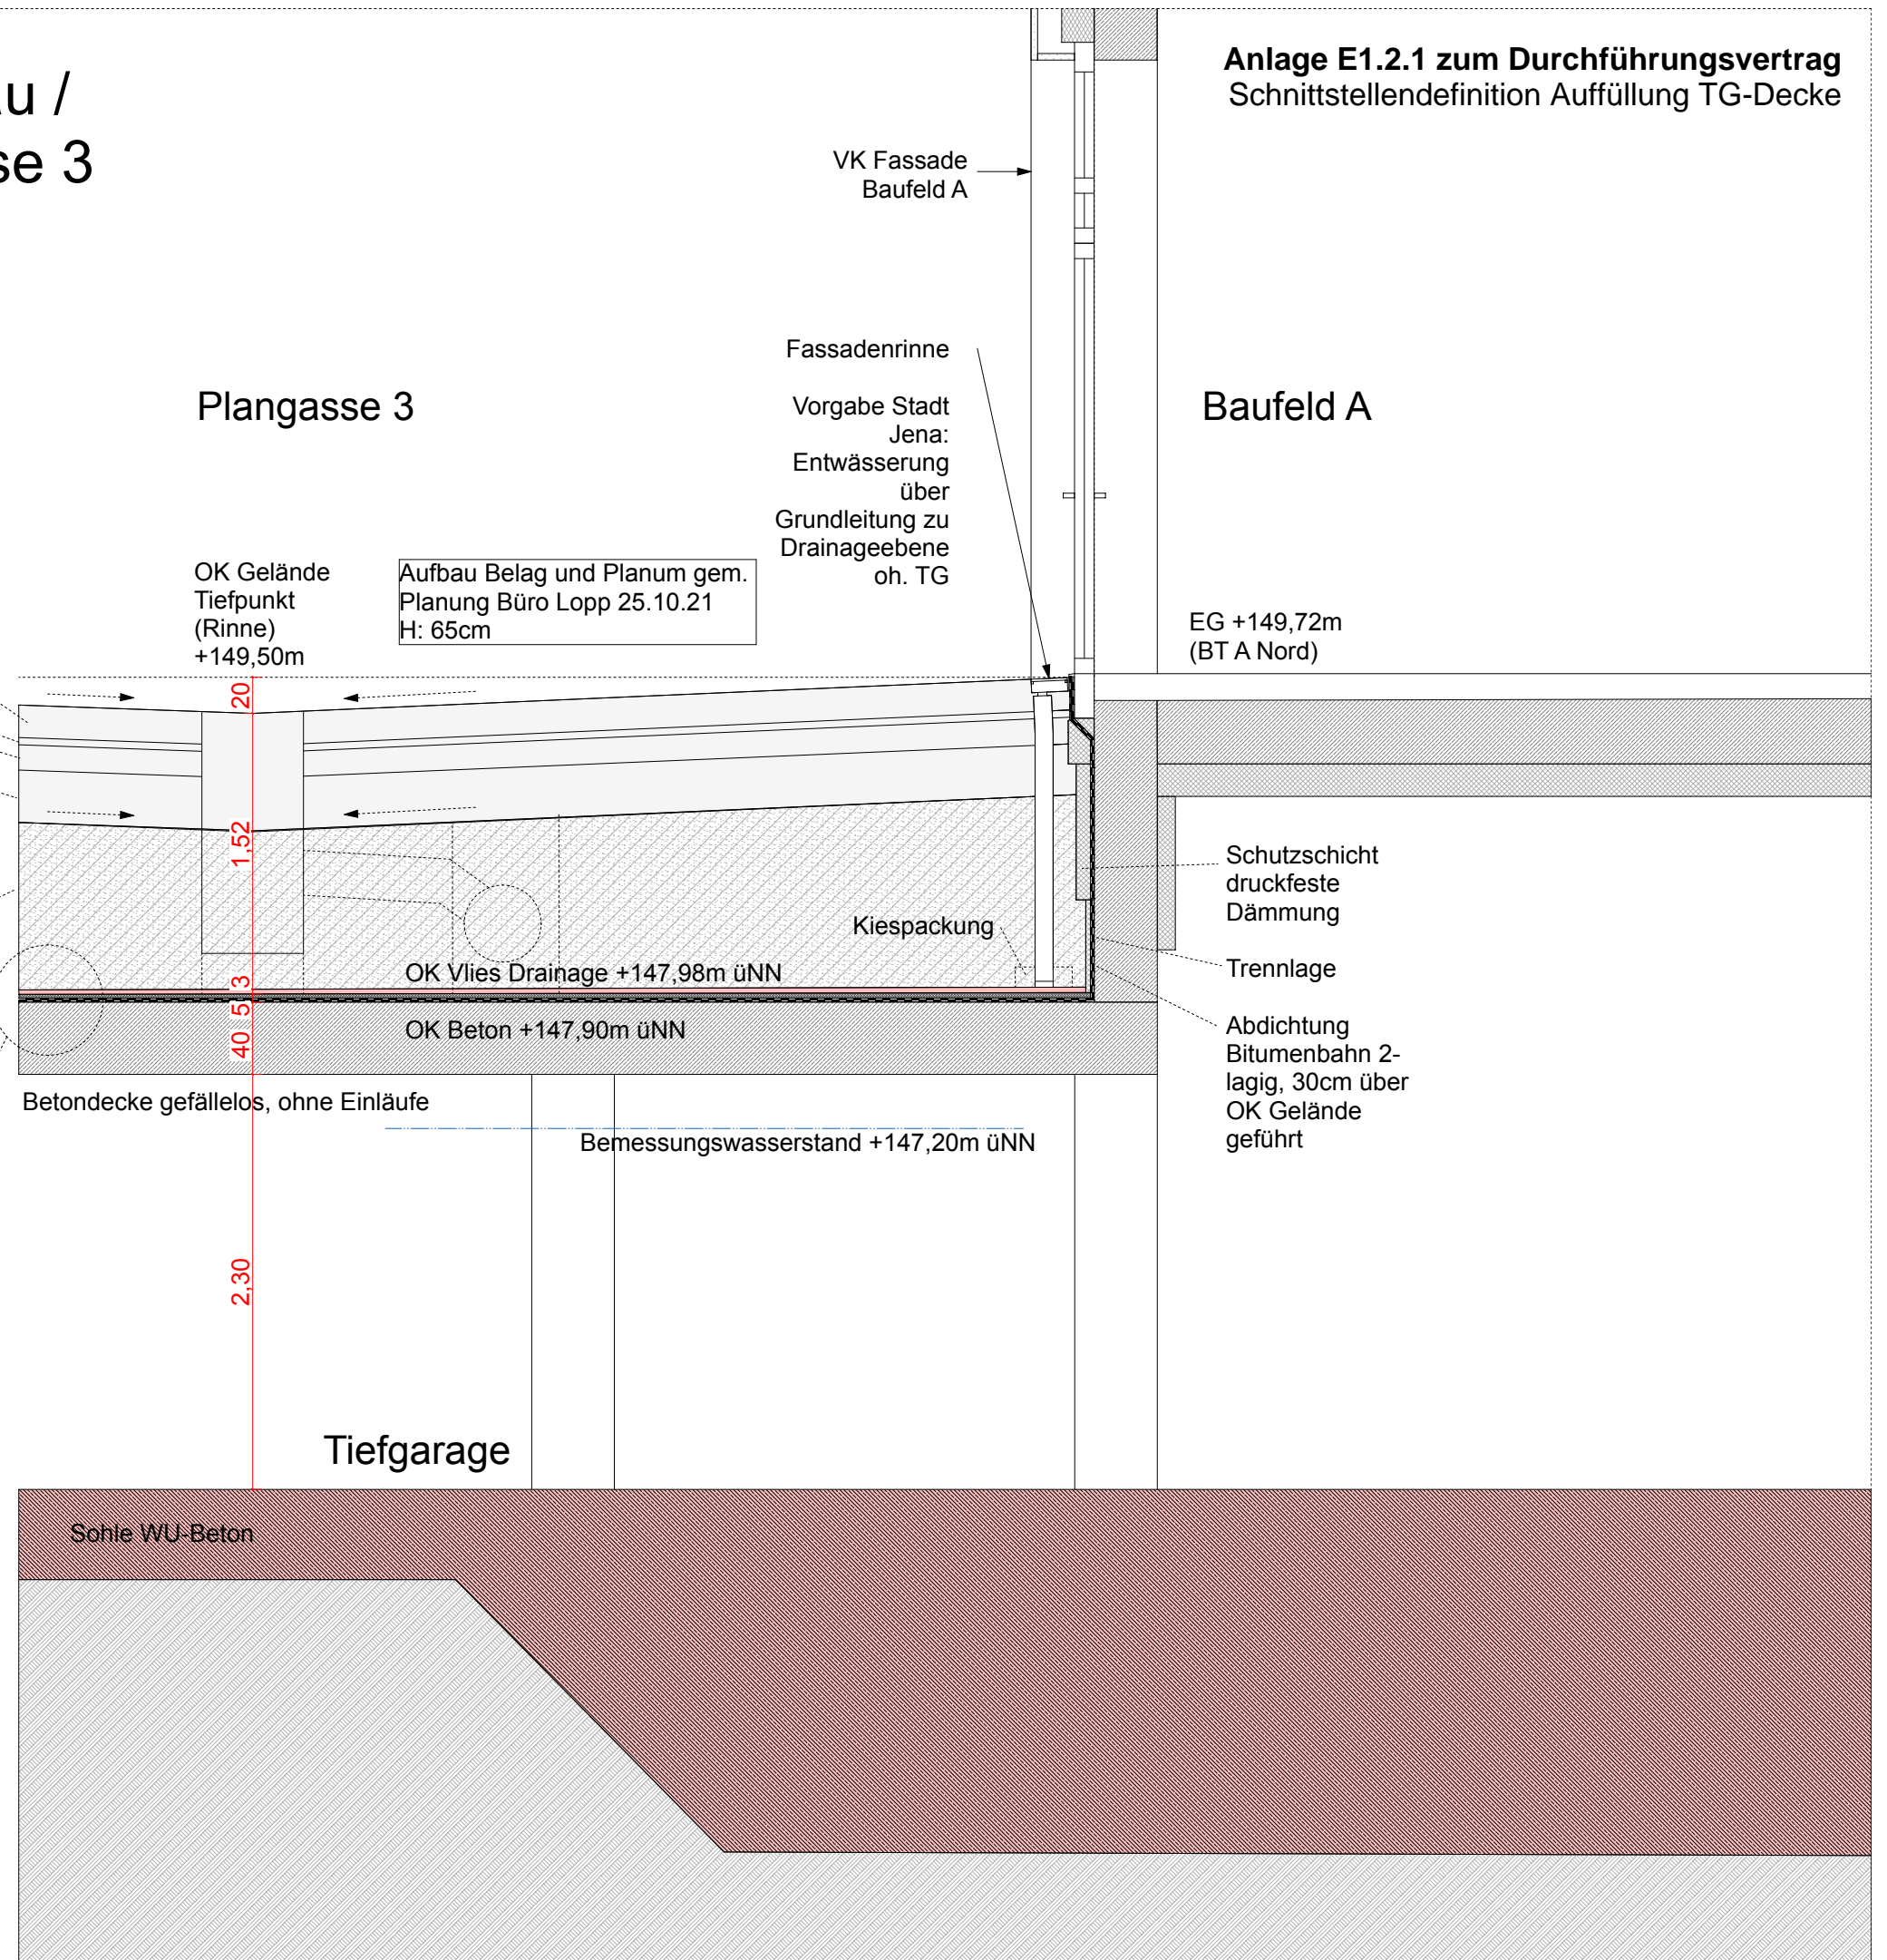 au /
se 3
Anlage E1.2.1 zum Durchführungsvertrag
Schnittstellendefinition Auffüllung TG-Decke
VK Fassade
Baufeld A
Fassadenrinne
Vorgabe Stadt
Jena:
Entwässerung
über
Grundleitung zu
Drainageebene
oh. TG
Plangasse 3
Baufeld A
OK Gelände
Tiefpunkt
(Rinne)
+149,50m
Aufbau Belag und Planum gem.
Planung Büro Lopp 25.10.21
H: 65cm
EG +149,72m
(BT A Nord)
20
1,52
3
5
40
2,30
Schutzschicht
druckfeste
Dämmung
Kiespackung
Trennlage
OK Vlies Drainage +147,98m üNN
OK Beton +147,90m üNN
Abdichtung
Bitumenbahn 2-
lagig, 30cm über
OK Gelände
geführt
Betondecke gefällelos, ohne Einläufe
Bemessungswasserstand +147,20m üNN
Tiefgarage
Sohle WU-Beton